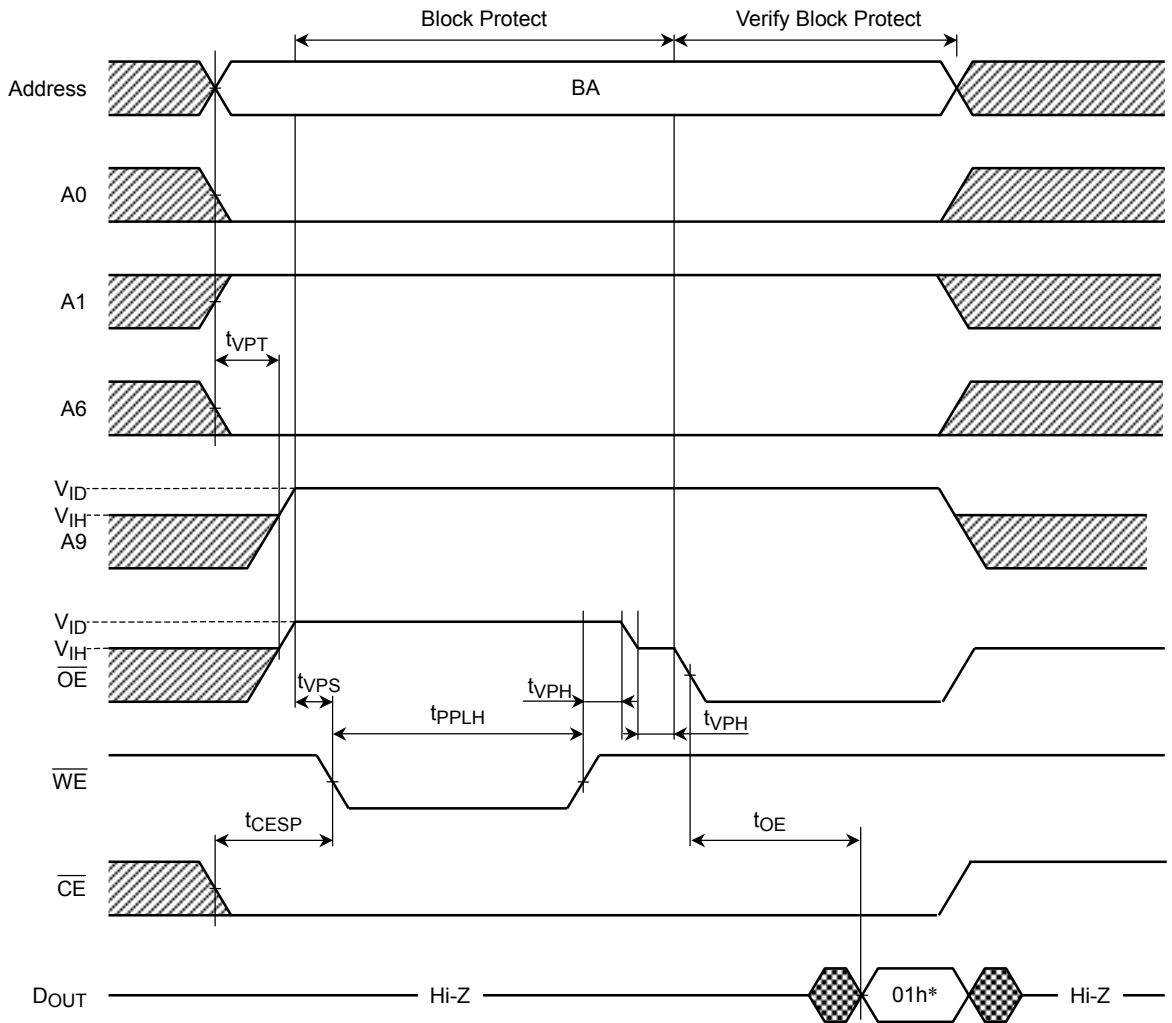 Block Protect
Verify Block Protect
Address
BA
A0
A1
tVPT
A6
VID
VIH
A9
VID
VIH
OE
tVPS
tVPH
tPPLH
tVPH
WE
tCESP
tOE
CE
DOUT
Hi-Z
01h*
Hi-Z